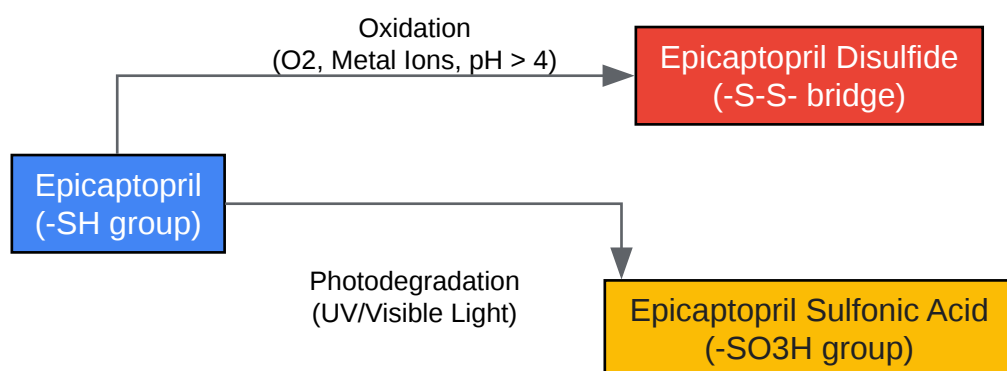 Oxidation
(O2, Metal Ions, pH > 4)
Epicaptopril Disulfide
(-S-S- bridge)
Epicaptopril
(-SH group)
Photodegradation
(UV/Visible Light)
Epicaptopril Sulfonic Acid
(-SO3H group)